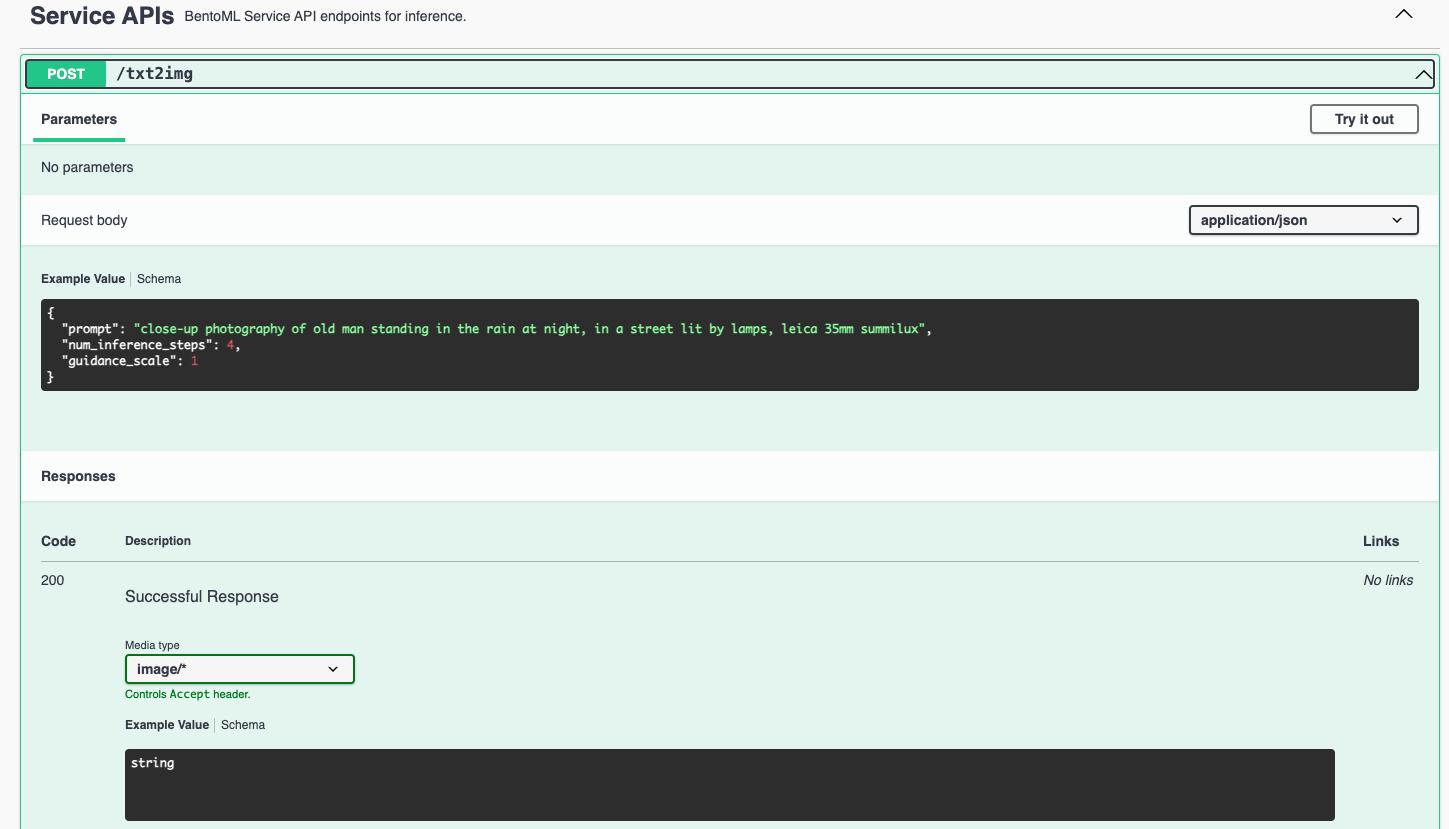 Service APIs BentoML Service API endpoints for inference.
POST /txt2img
Parameters Try it out
No parameters
Request body application/json
Example Value Schema
{
  "prompt": "close-up photography of old man standing in the rain at night, in a street lit by lamps, leica 35mm summilux",
  "num_inference_steps": 4,
  "guidance_scale": 1
}
Responses
Code Description Links
200 No links
Successful Response
Media type
image/*
Controls Accept header.
Example Value Schema
string